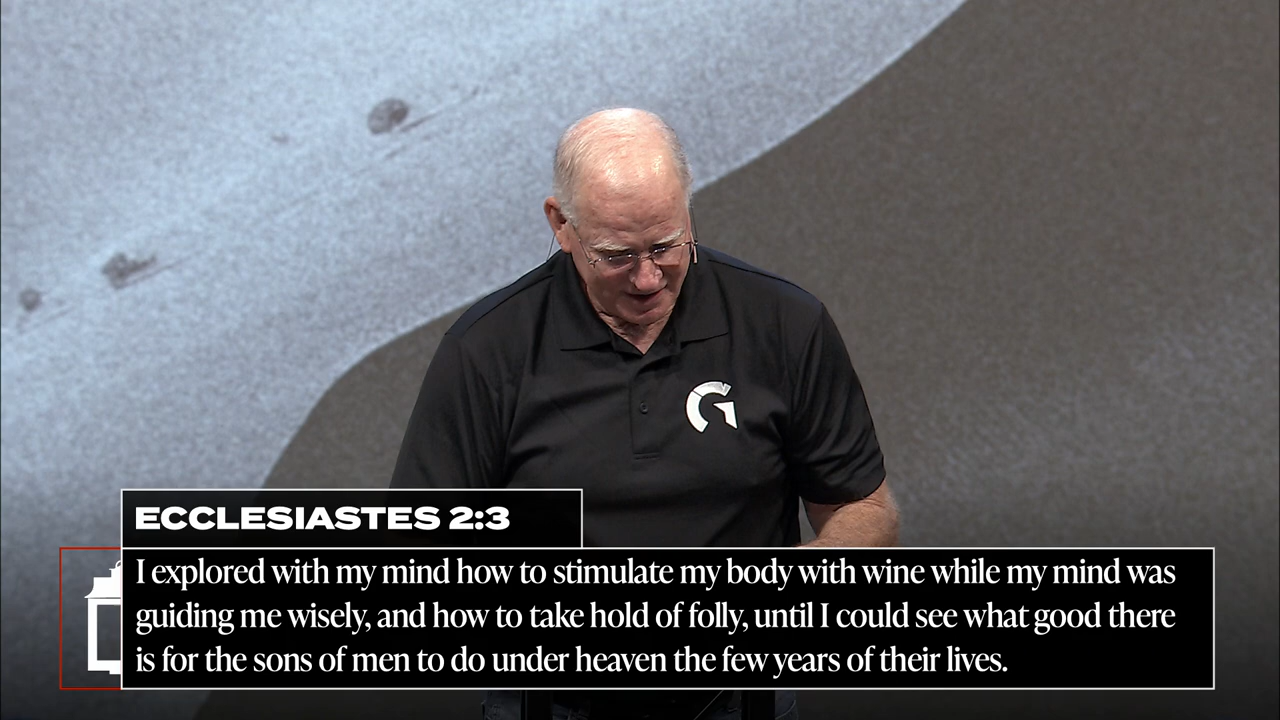 ECCLESIASTES 2:3
I explored with my mind how to stimulate my body with wine while my mind was
guiding me wisely, and how to take hold of folly, until I could see what good there
is for the sons of men to do under heaven the few years of their lives.